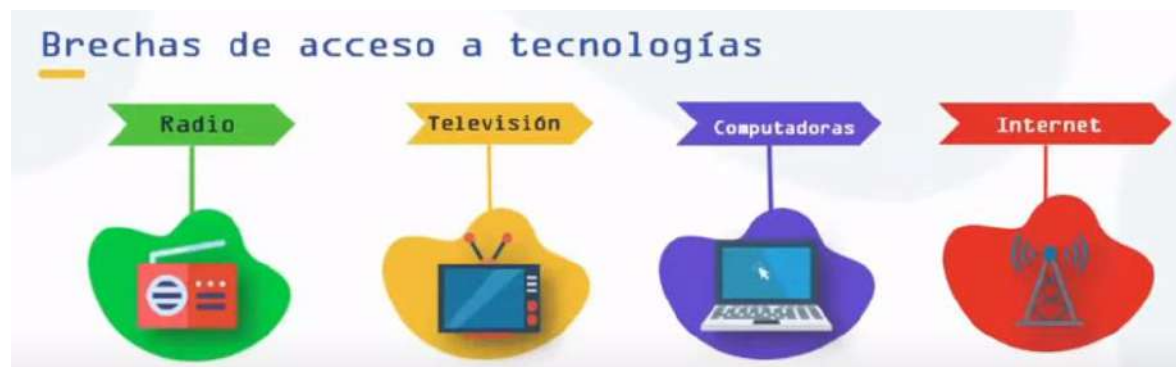 Brechas de acceso a tecnologías
Radio
Televisión
Computadoras
Internet